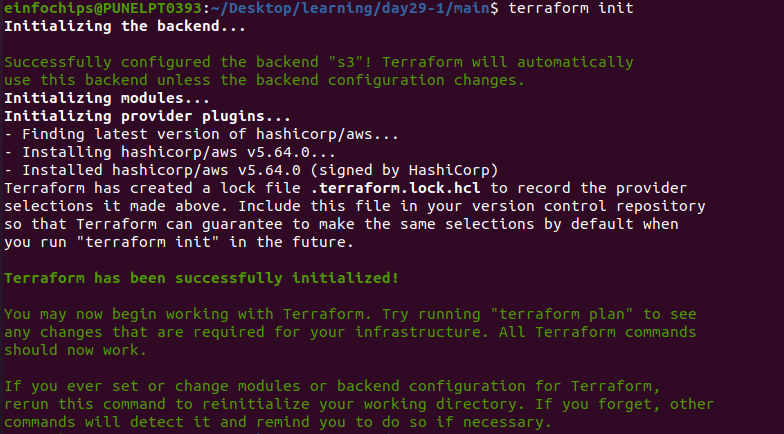 einfochips@PUNELPT0393:~/Desktop/learning/day29-1/main$ terraform init
Initializing the backend...

Successfully configured the backend "s3"! Terraform will automatically
use this backend unless the backend configuration changes.
Initializing modules...
Initializing provider plugins...
- Finding latest version of hashicorp/aws...
- Installing hashicorp/aws v5.64.0...
- Installed hashicorp/aws v5.64.0 (signed by HashiCorp)
Terraform has created a lock file .terraform.lock.hcl to record the provider
selections it made above. Include this file in your version control repository
so that Terraform can guarantee to make the same selections by default when
you run "terraform init" in the future.

Terraform has been successfully initialized!

You may now begin working with Terraform. Try running "terraform plan" to see
any changes that are required for your infrastructure. All Terraform commands
should now work.

If you ever set or change modules or backend configuration for Terraform,
rerun this command to reinitialize your working directory. If you forget, other
commands will detect it and remind you to do so if necessary.